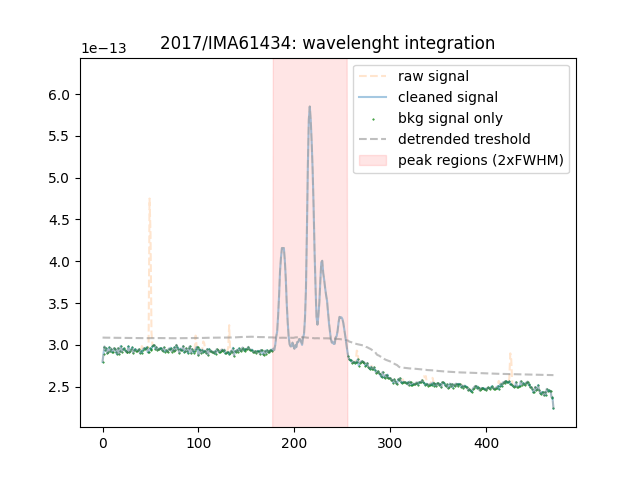 2017/IMA61434: wavelenght integration
1e−13
raw signal
cleaned signal
bkg signal only
detrended treshold
peak regions (2xFWHM)
6.0
5.5
5.0
4.5
4.0
3.5
3.0
2.5
0 100 200 300 400